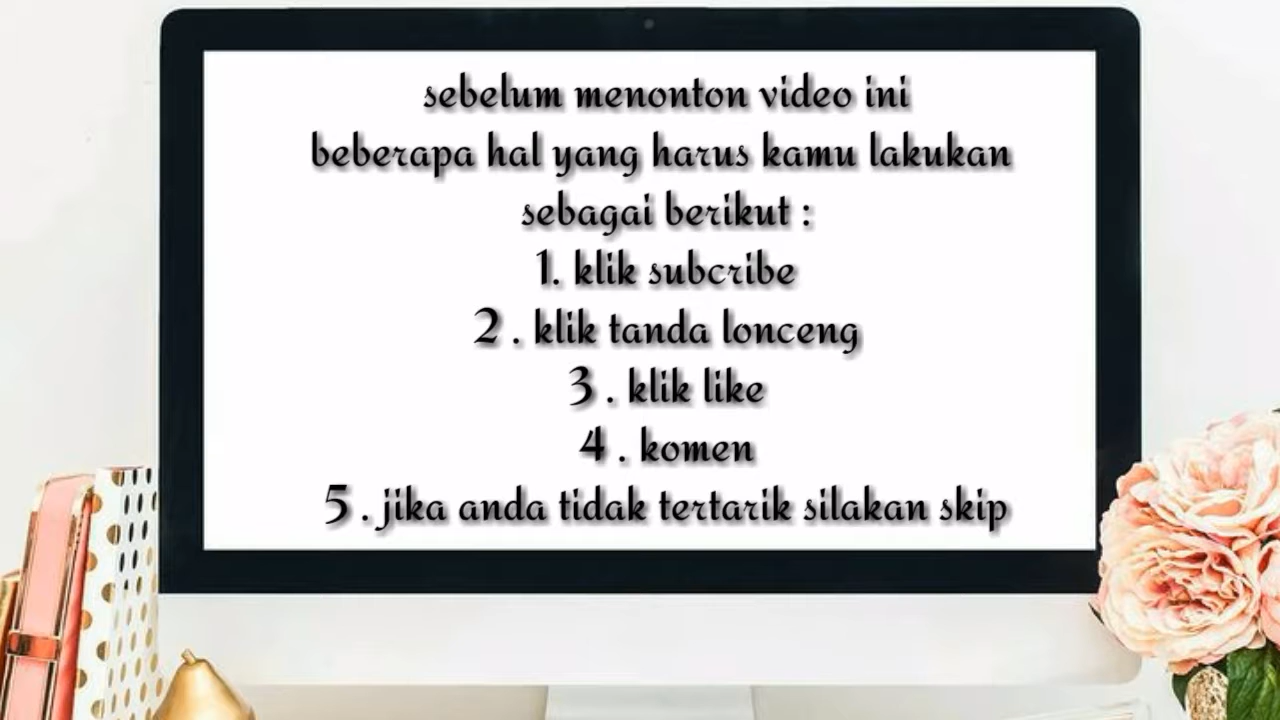 sebelum menonton video ini
beberapa hal yang harus kamu lakukan
sebagai berikut :
1. klik subcribe
2 . klik tanda lonceng
3 . klik like
4 . komen
5 . jika anda tidak tertarik silakan skip